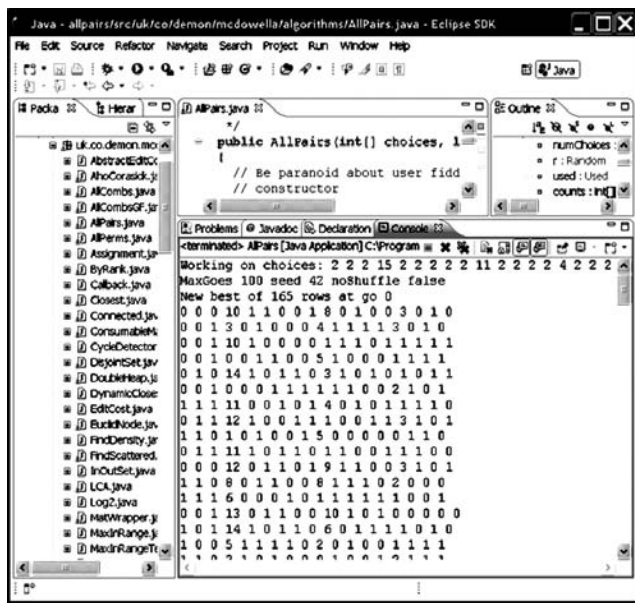 Java - allpairs/src/uk/co/demon/mcdowella/algorithms/AllPairs.java - Eclipse SDK
File Edit Source Refactor Navigate Search Project Run Window Help
Java
Packa Hierar
uk.co.demon.mc
AbstractEditCc
AhoCorasick.ja
AllCombs.java
AllCombsGF.jar
AllPairs.java
AllPerms.java
Assignment.jar
ByRank.java
Callback.java
Closest.java
Connected.jav
ConsumableMa
CycleDetector
DisjointSet.jav
DoubleHeap.ja
DynamicClose
EditCost.java
EuclidNode.jav
FindDensity.jar
FindScattered.
InOutSet.java
LCA.java
Log2.java
MatWrapper.ja
MaxInRange.ja
MaxInRangeTe
AllPairs.java
*/
public AllPairs(int[] choices, l
{
// Be paranoid about user fidd
// constructor
Outline
numChoices :
r : Random
used : Used
counts : int[]
Problems Javadoc Declaration Console
<terminated> AllPairs [Java Application] C:\Program
Working on choices: 2 2 2 15 2 2 2 2 2 11 2 2 2 2 4 2 2 2
MaxGoes 100 seed 42 noShuffle false
New best of 165 rows at go 0
0 0 0 10 1 1 0 0 1 8 0 1 0 0 3 0 1 0
0 0 1 3 0 1 0 0 0 4 1 1 1 1 3 0 1 0
0 0 1 10 1 0 0 0 0 1 1 1 0 1 1 1 1 1
0 1 0 0 1 1 0 0 1 5 0 0 1 0 0 1 1 1
0 1 0 14 1 0 1 1 0 3 1 0 1 0 1 0 1 1
0 0 1 0 0 0 1 1 1 1 1 1 0 0 2 1 0 1
1 1 1 11 0 0 1 0 1 4 0 1 0 1 1 1 1 0
0 1 1 12 1 0 0 1 1 1 0 0 1 1 3 1 0 1
1 1 0 1 0 1 0 0 1 5 0 0 0 0 0 1 1 0
0 1 1 11 1 0 1 1 0 1 1 0 0 1 1 1 0 0
0 0 0 12 0 1 1 0 1 9 1 1 0 0 3 1 0 1
1 1 0 8 0 1 1 0 0 8 1 1 1 0 2 0 0 0
1 1 1 6 0 0 0 1 0 1 1 1 1 1 1 0 0 1
0 0 1 13 0 1 1 0 0 10 1 0 1 0 0 0 0 0
1 0 1 14 1 0 1 1 0 6 0 1 1 1 1 0 1 0
1 0 0 5 1 1 1 1 0 2 0 1 0 0 1 1 1 1